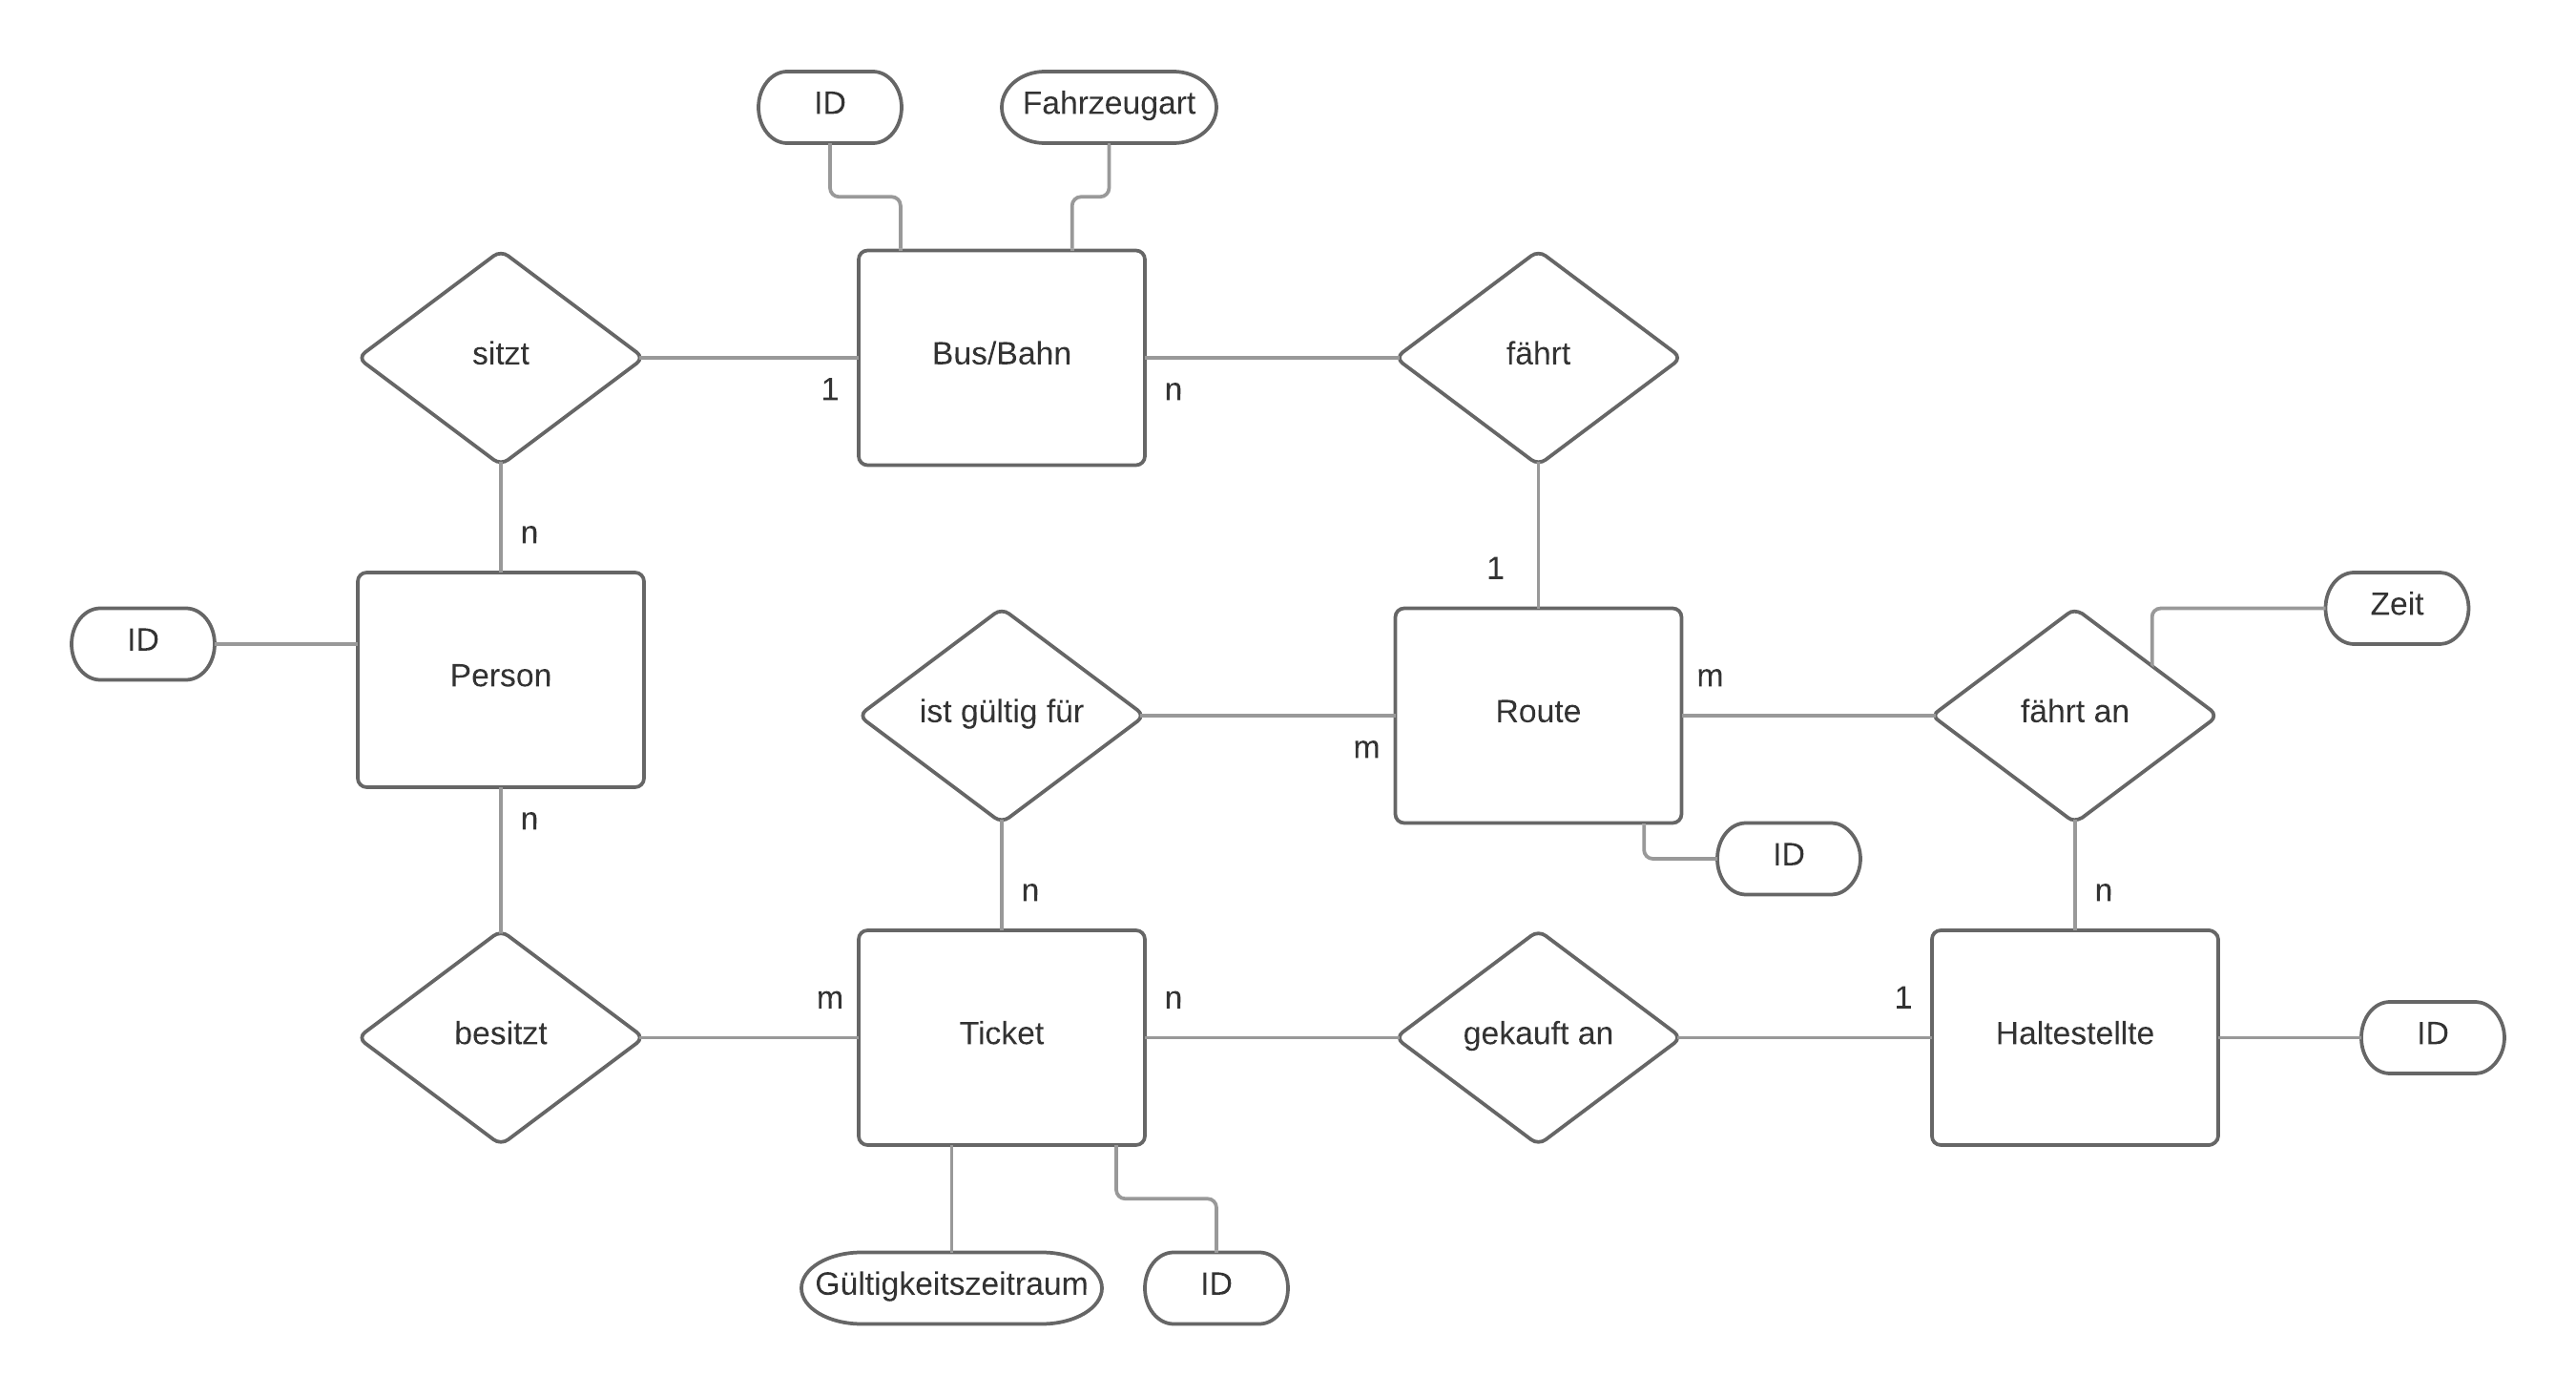 ID
Fahrzeugart
sitzt
Bus/Bahn
fährt
1
n
n
1
ID
Person
ist gültig für
Route
m
fährt an
Zeit
m
n
ID
n
n
besitzt
m
Ticket
n
gekauft an
1
Haltestellte
ID
Gültigkeitszeitraum
ID